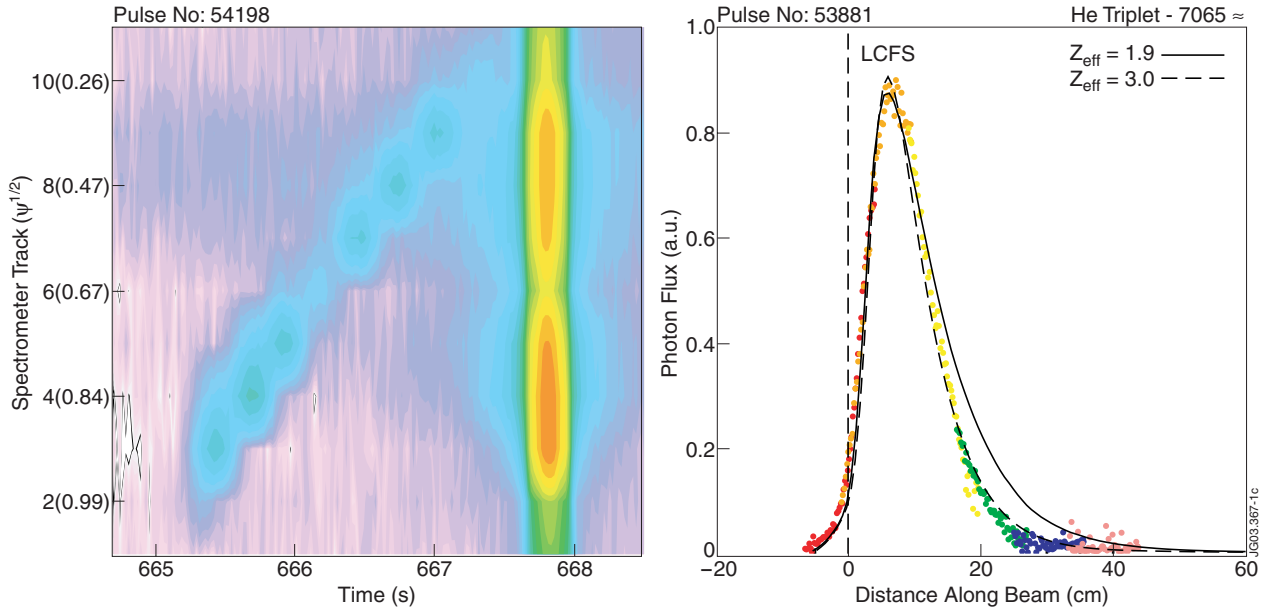 Pulse No: 54198
Spectrometer Track (ψ1/2)
10(0.26)
8(0.47)
6(0.67)
4(0.84)
2(0.99)
665
666
667
668
Time (s)
Pulse No: 53881
He Triplet - 7065 ≈
LCFS
Zeff = 1.9
Zeff = 3.0
Photon Flux (a.u.)
1.0
0.8
0.6
0.4
0.2
0
−20
0
20
40
60
Distance Along Beam (cm)
JG03.367-1c